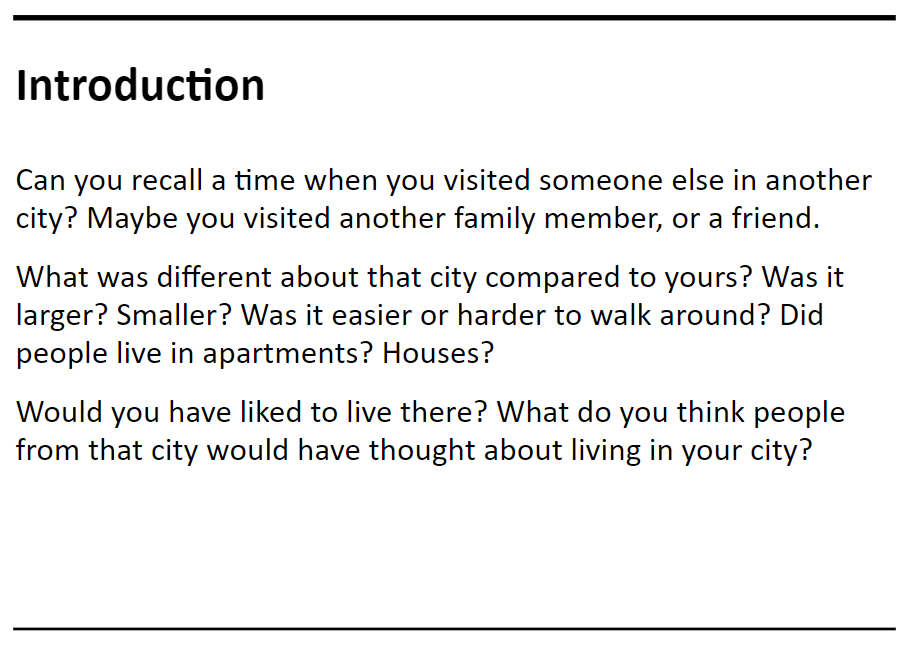 Introduction
Can you recall a time when you visited someone else in another
city? Maybe you visited another family member, or a friend.
What was different about that city compared to yours? Was it
larger? Smaller? Was it easier or harder to walk around? Did
people live in apartments? Houses?
Would you have liked to live there? What do you think people
from that city would have thought about living in your city?